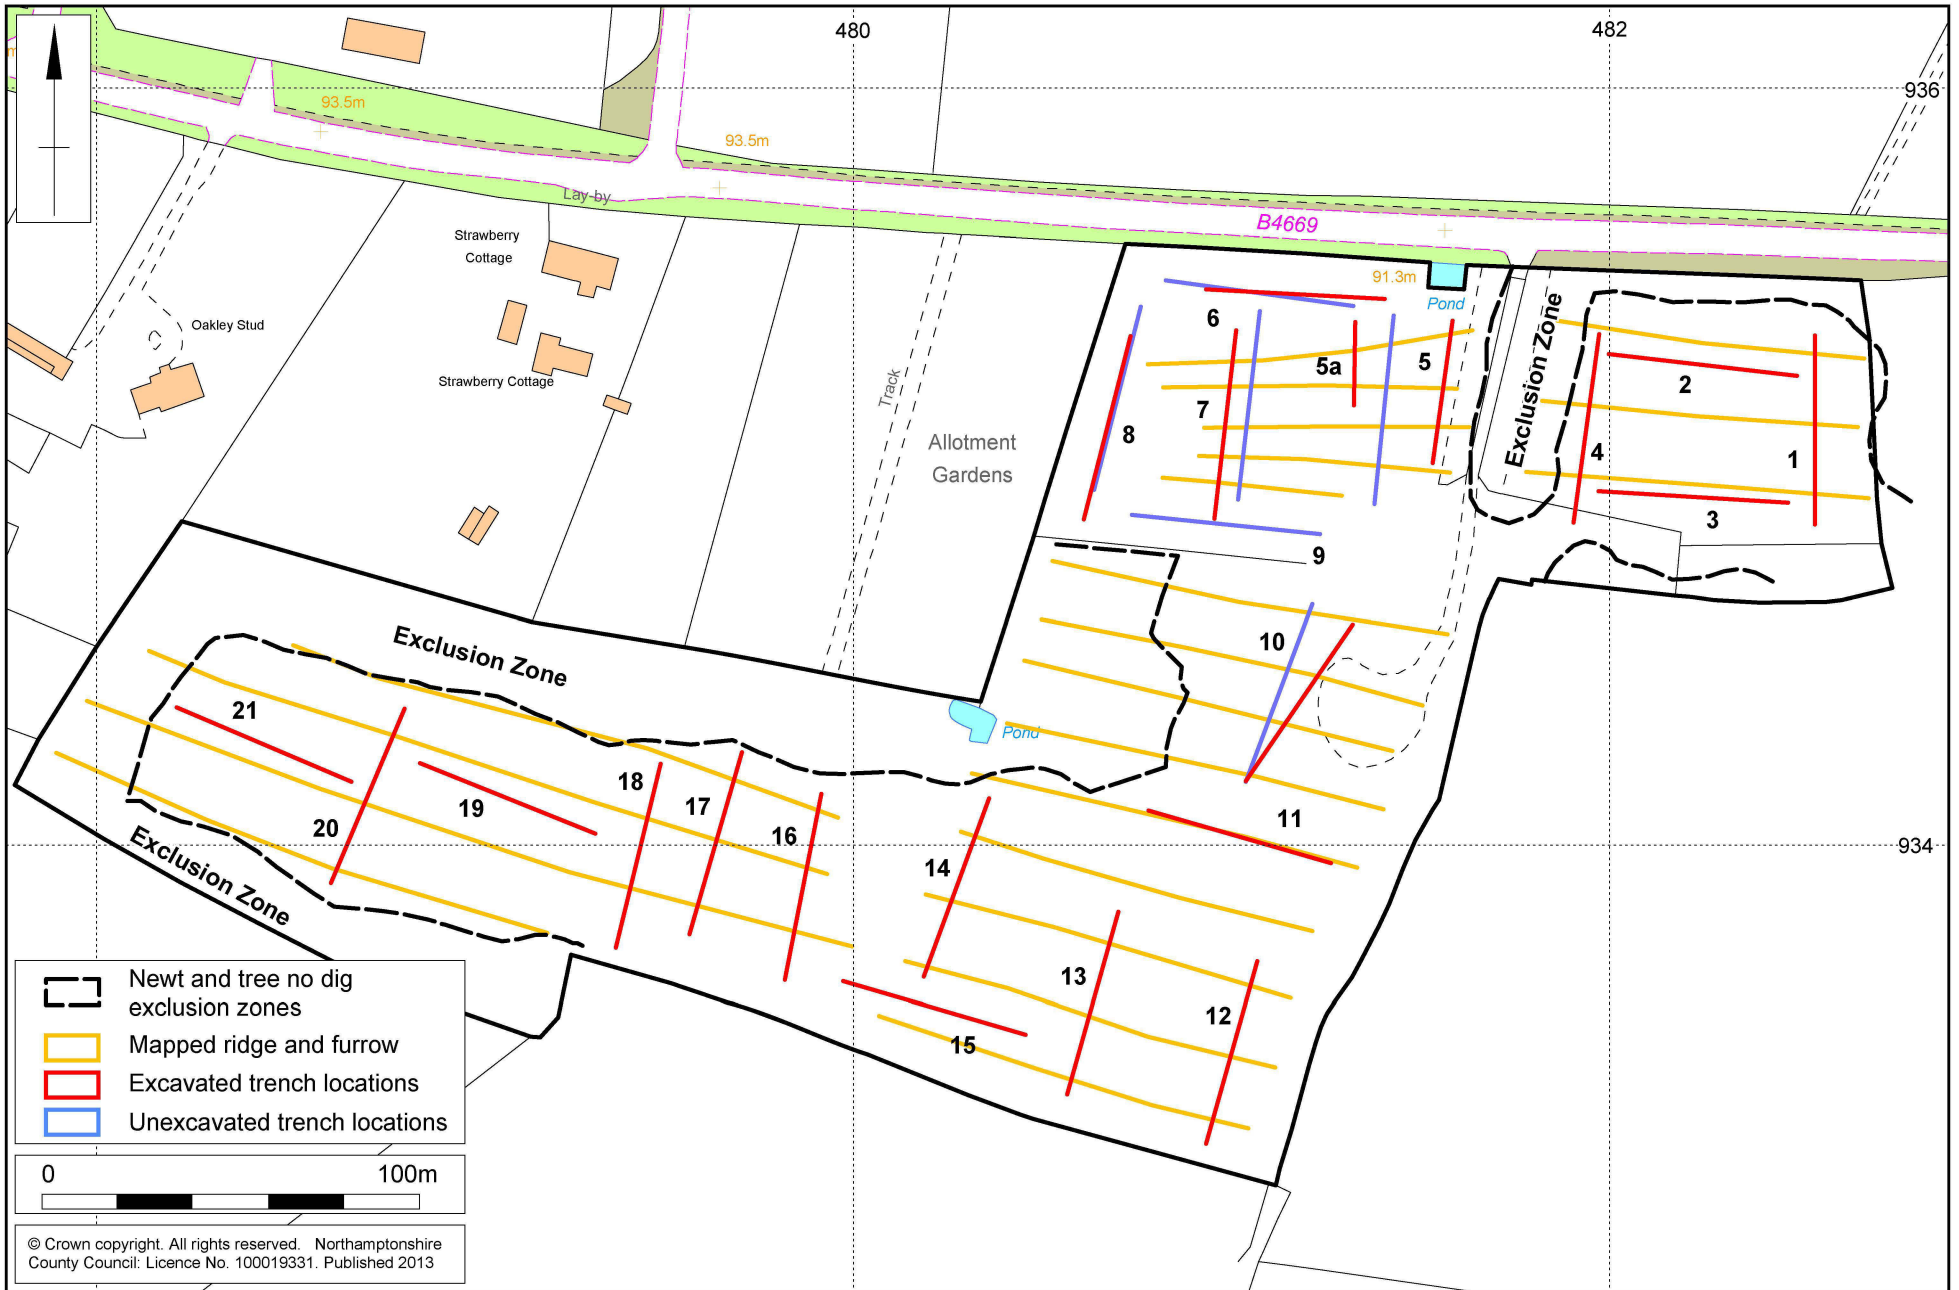 480
482
936
93.5m
93.5m
Lay-by
B4669
Strawberry
Cottage
Oakley Stud
Strawberry Cottage
Track
Allotment
Gardens
91.3m
Pond
Exclusion Zone
6
5a
5
7
8
9
2
4
1
3
10
Exclusion Zone
Pond
21
20
19
18
17
16
14
11
13
12
15
934
Exclusion Zone
Newt and tree no dig
exclusion zones
Mapped ridge and furrow
Excavated trench locations
Unexcavated trench locations
0 100m
© Crown copyright. All rights reserved. Northamptonshire
County Council: Licence No. 100019331. Published 2013